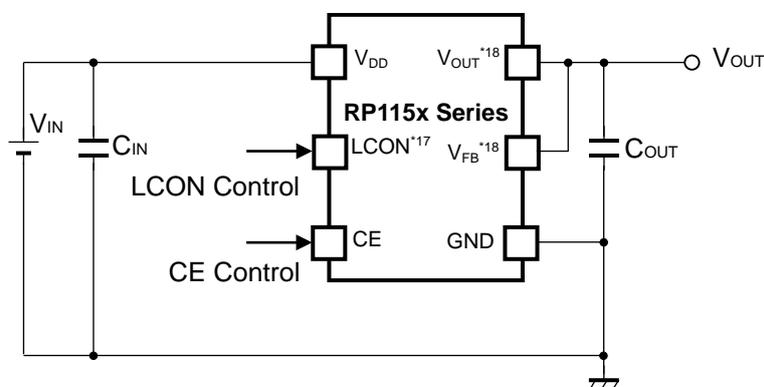 VDD
VOUT*18
VOUT
RP115x Series
VIN
CIN
LCON*17
VFB*18
COUT
LCON Control
CE
GND
CE Control